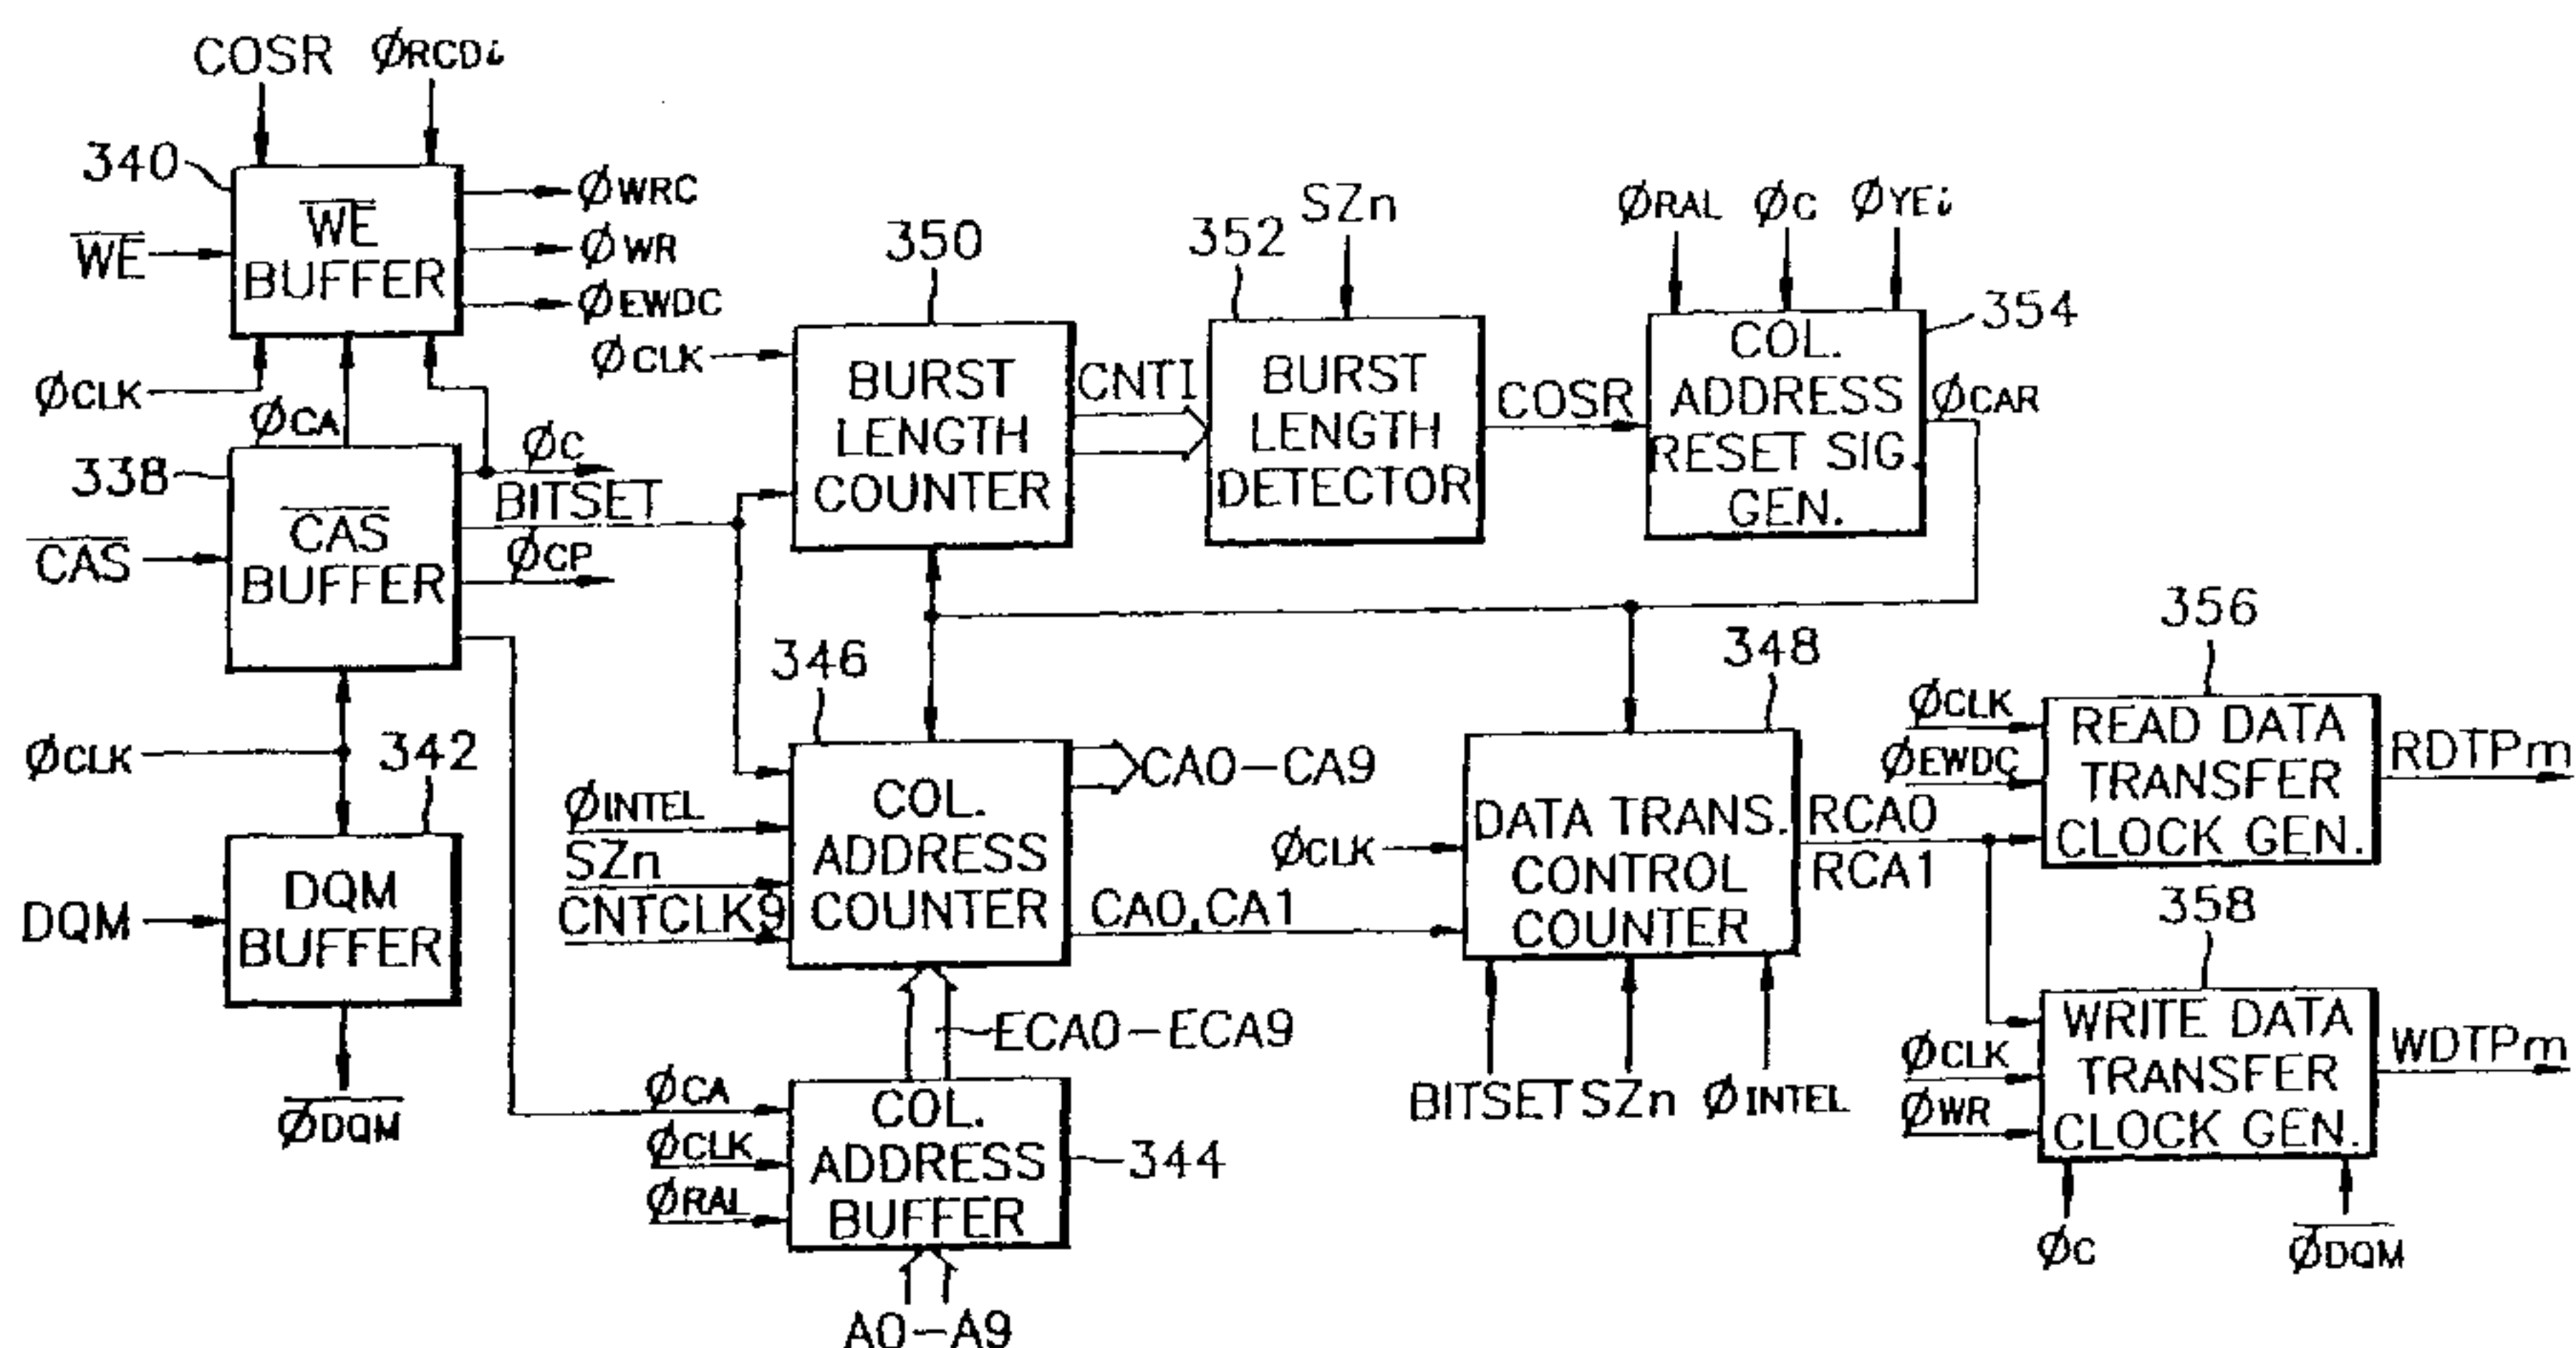 COSR ØRCDi
340
WE
WE
BUFFER
ØWRC
ØWR
ØEWDC
ØCLK
ØCA
338
CAS
CAS
BUFFER
ØC
BITSET
ØCP
ØCLK
342
DQM
DQM
BUFFER
ØDQM
350
ØCLK
BURST
LENGTH
COUNTER
CNTI
352
SZn
BURST
LENGTH
DETECTOR
COSR
ØRAL ØC ØYEi
354
COL.
ADDRESS
RESET SIG.
GEN.
ØCAR
346
ØINTEL
SZn
CNTCLK9
COL.
ADDRESS
COUNTER
CA0-CA9
CA0,CA1
ECA0-ECA9
ØCA
ØCLK
ØRAL
COL.
ADDRESS
BUFFER
344
A0-A9
348
ØCLK
DATA TRANS.
CONTROL
COUNTER
BITSET SZn ØINTEL
RCA0
RCA1
356
ØCLK
ØEWDC
READ DATA
TRANSFER
CLOCK GEN.
RDTPm
358
ØCLK
ØWR
WRITE DATA
TRANSFER
CLOCK GEN.
WDTPm
ØC
ØDQM